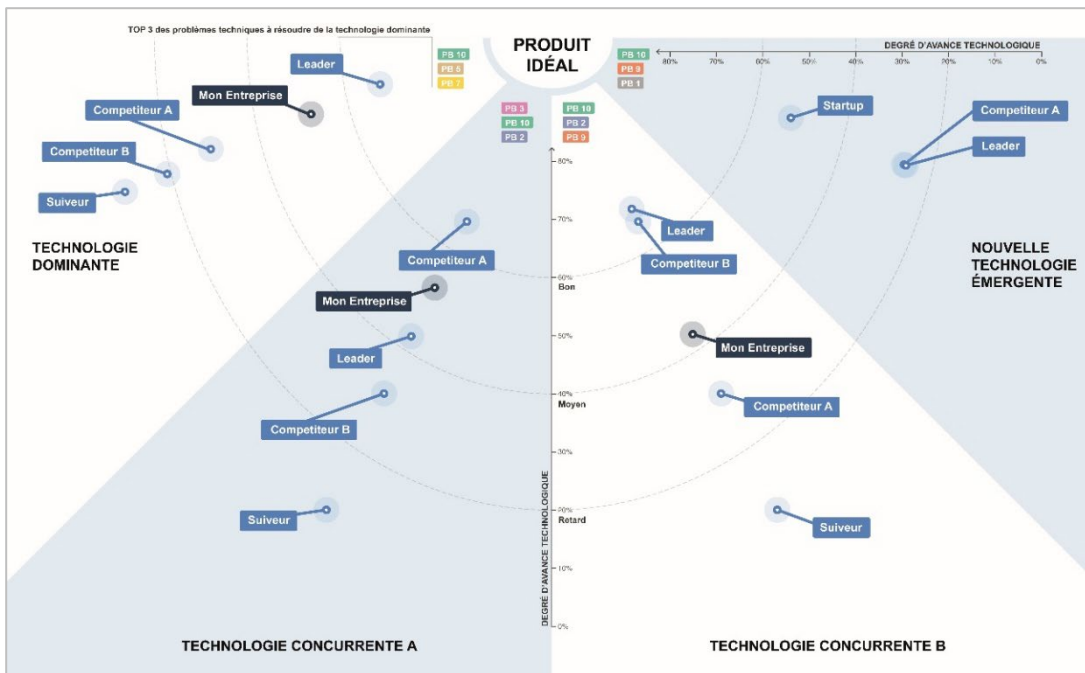 TOP 3 des problèmes techniques à résoudre de la technologie dominante
PRODUIT
IDÉAL
DEGRÉ D'AVANCE TECHNOLOGIQUE
80%
70%
60%
50%
40%
30%
20%
10%
0%
PB 10
PB 7
PB 10
PB 9
PB 1
PB 3
PB 10
PB 2
PB 10
PB 2
PB 9
Leader
Mon Entreprise
Competiteur A
Competiteur B
Suiveur
TECHNOLOGIE
DOMINANTE
Startup
Competiteur A
Leader
NOUVELLE
TECHNOLOGIE
ÉMERGENTE
80%
70%
60%
Bon
50%
40%
Moyen
30%
20%
Retard
10%
0%
DEGRÉ D'AVANCE TECHNOLOGIQUE
Competiteur A
Mon Entreprise
Leader
Competiteur B
Suiveur
TECHNOLOGIE CONCURRENTE A
Leader
Competiteur B
Mon Entreprise
Competiteur A
Suiveur
TECHNOLOGIE CONCURRENTE B